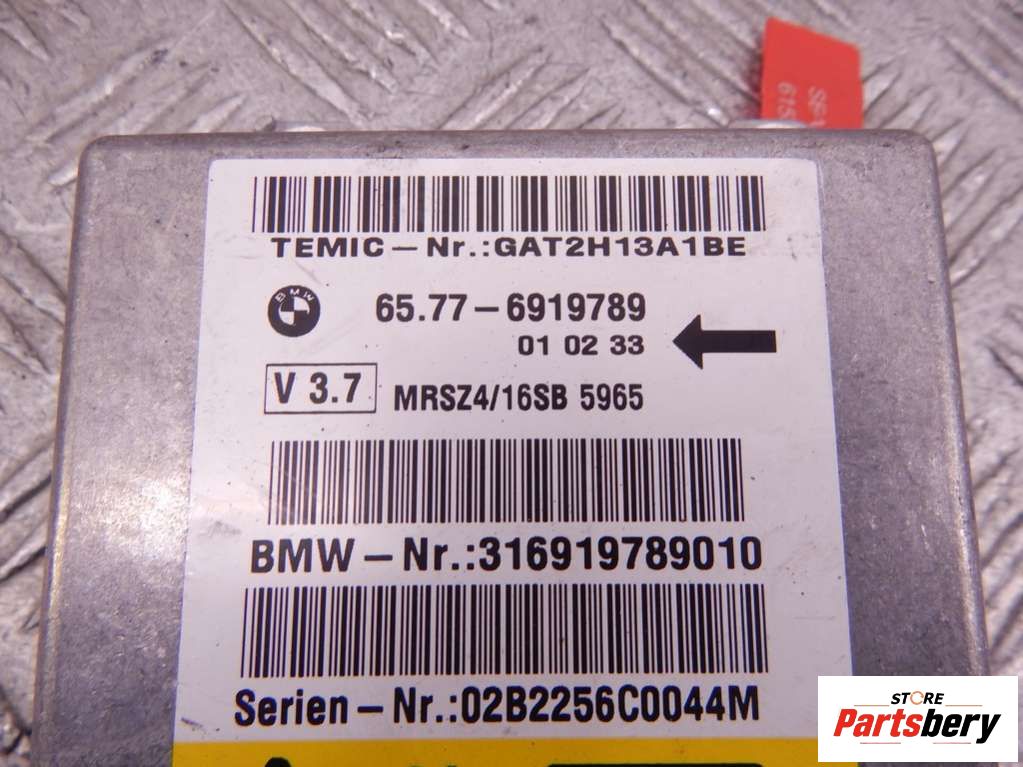 TEMIC-Nr.:GAT2H13A1BE
BMW
65.77-6919789
01 02 33
V 3.7
MRSZ4/16SB 5965
BMW-Nr.:316919789010
Serien-Nr.:02B2256C0044M
STORE
Partsbery